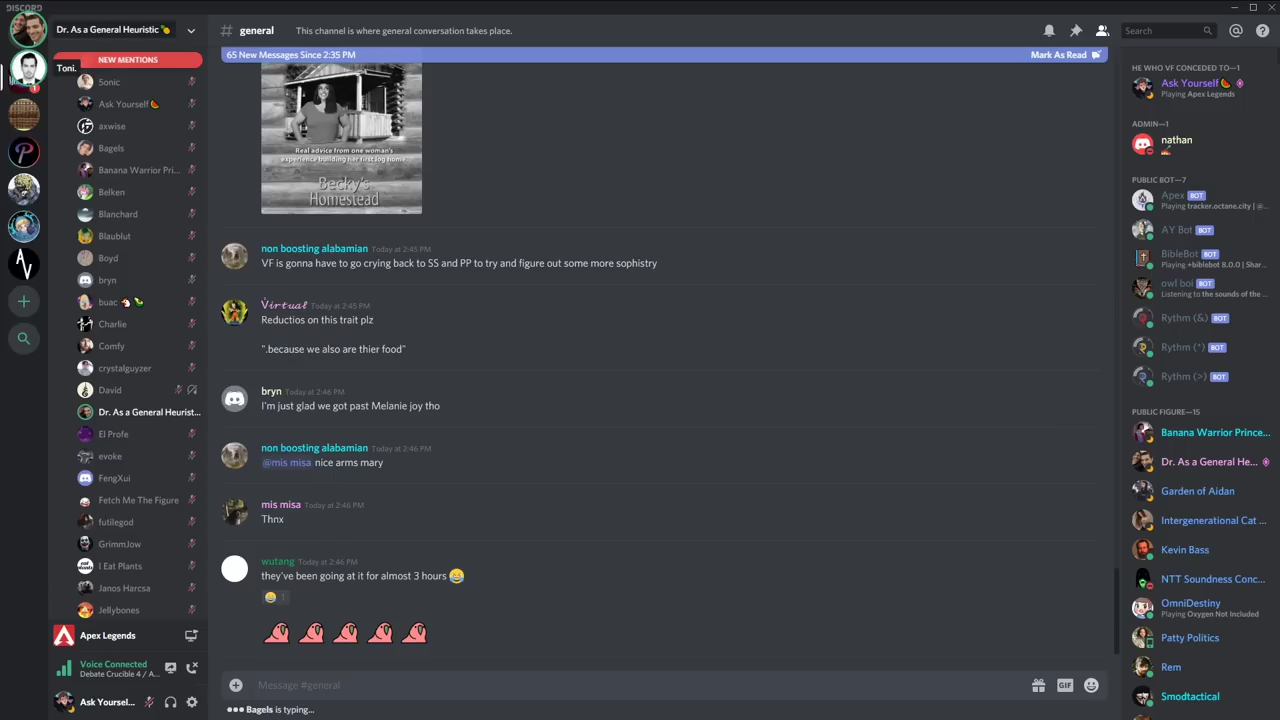 DISCORD
Dr. As a General Heuristic
Toni.
NEW MENTIONS
5onic
Ask Yourself
axwise
Bagels
Banana Warrior Pri...
Belken
Blanchard
Blaublut
Boyd
bryn
buac
Charlie
Comfy
crystalguyzer
David
Dr. As a General Heurist...
El Profe
evoke
FengXui
Fetch Me The Figure
futilegod
GrimmJow
I Eat Plants
Janos Harcsa
Jellybones
Apex Legends
Voice Connected
Debate Crucible 4 / A...
Ask Yoursel...
# general
This channel is where general conversation takes place.
Search
65 New Messages Since 2:35 PM
Mark As Read
Real advice from one woman's
experience building her first log home.
Becky's
Homestead
non boosting alabamian Today at 2:45 PM
VF is gonna have to go crying back to SS and PP to try and figure out some more sophistry
Virtual Today at 2:45 PM
Reductios on this trait plz
".because we also are thier food"
bryn Today at 2:46 PM
I'm just glad we got past Melanie joy tho
non boosting alabamian Today at 2:46 PM
@mis misa nice arms mary
mis misa Today at 2:46 PM
Thnx
wutang Today at 2:46 PM
they've been going at it for almost 3 hours 😂
😂 1
Message #general
GIF
Bagels is typing...
HE WHO VF CONCEDED TO—1
Ask Yourself
Playing Apex Legends
ADMIN—1
nathan
PUBLIC BOT—7
Apex BOT
Playing tracker.octane.city | @...
AY Bot BOT
BibleBot BOT
Playing +biblebot 8.0.0 | Shar...
owl boi BOT
Listening to the sounds of the ...
Rythm (&) BOT
Rythm (*) BOT
Rythm (>) BOT
PUBLIC FIGURE—15
Banana Warrior Prince...
Dr. As a General He...
Garden of Aidan
Intergenerational Cat ...
Kevin Bass
NTT Soundness Conc...
OmniDestiny
Playing Oxygen Not Included
Patty Politics
Rem
Smodtactical